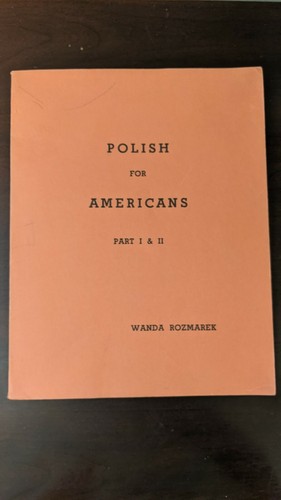 POLISH
FOR
AMERICANS
PART I & II
WANDA ROZMAREK